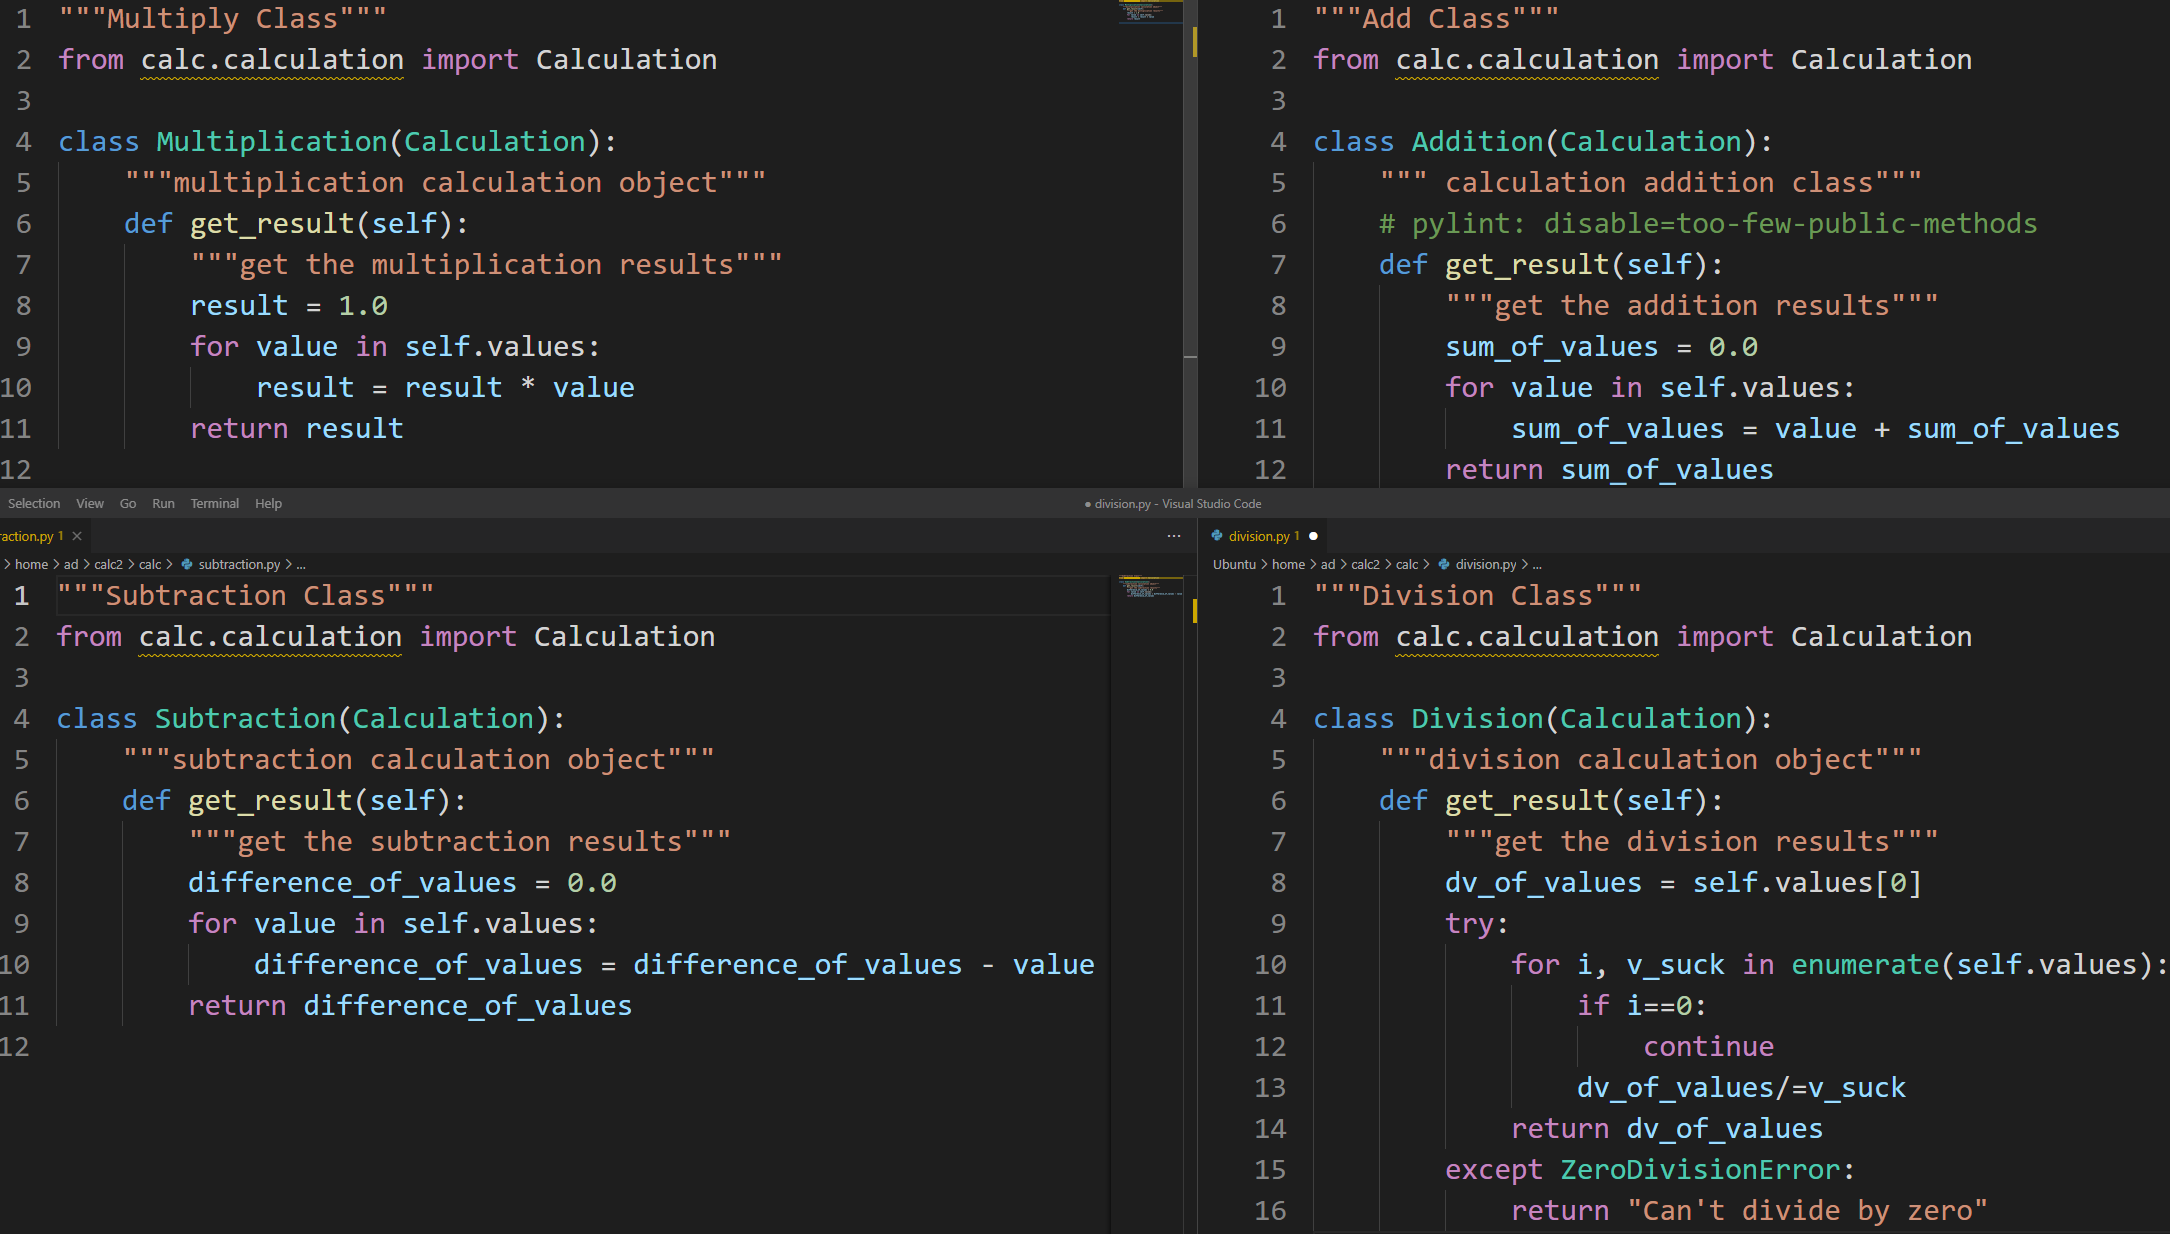 1 """Multiply Class"""
2 from calc.calculation import Calculation
3
4 class Multiplication(Calculation):
5     """multiplication calculation object"""
6     def get_result(self):
7         """get the multiplication results"""
8         result = 1.0
9         for value in self.values:
10             result = result * value
11         return result
12
1 """Add Class"""
2 from calc.calculation import Calculation
3
4 class Addition(Calculation):
5     """ calculation addition class"""
6     # pylint: disable=too-few-public-methods
7     def get_result(self):
8         """get the addition results"""
9         sum_of_values = 0.0
10         for value in self.values:
11             sum_of_values = value + sum_of_values
12         return sum_of_values
Selection View Go Run Terminal Help ● division.py - Visual Studio Code
raction.py 1 × ···
> home > ad > calc2 > calc > subtraction.py > ...
1 """Subtraction Class"""
2 from calc.calculation import Calculation
3
4 class Subtraction(Calculation):
5     """subtraction calculation object"""
6     def get_result(self):
7         """get the subtraction results"""
8         difference_of_values = 0.0
9         for value in self.values:
10             difference_of_values = difference_of_values - value
11         return difference_of_values
12
division.py 1 ●
Ubuntu > home > ad > calc2 > calc > division.py > ...
1 """Division Class"""
2 from calc.calculation import Calculation
3
4 class Division(Calculation):
5     """division calculation object"""
6     def get_result(self):
7         """get the division results"""
8         dv_of_values = self.values[0]
9         try:
10             for i, v_suck in enumerate(self.values):
11                 if i==0:
12                     continue
13                 dv_of_values/=v_suck
14             return dv_of_values
15         except ZeroDivisionError:
16             return "Can't divide by zero"